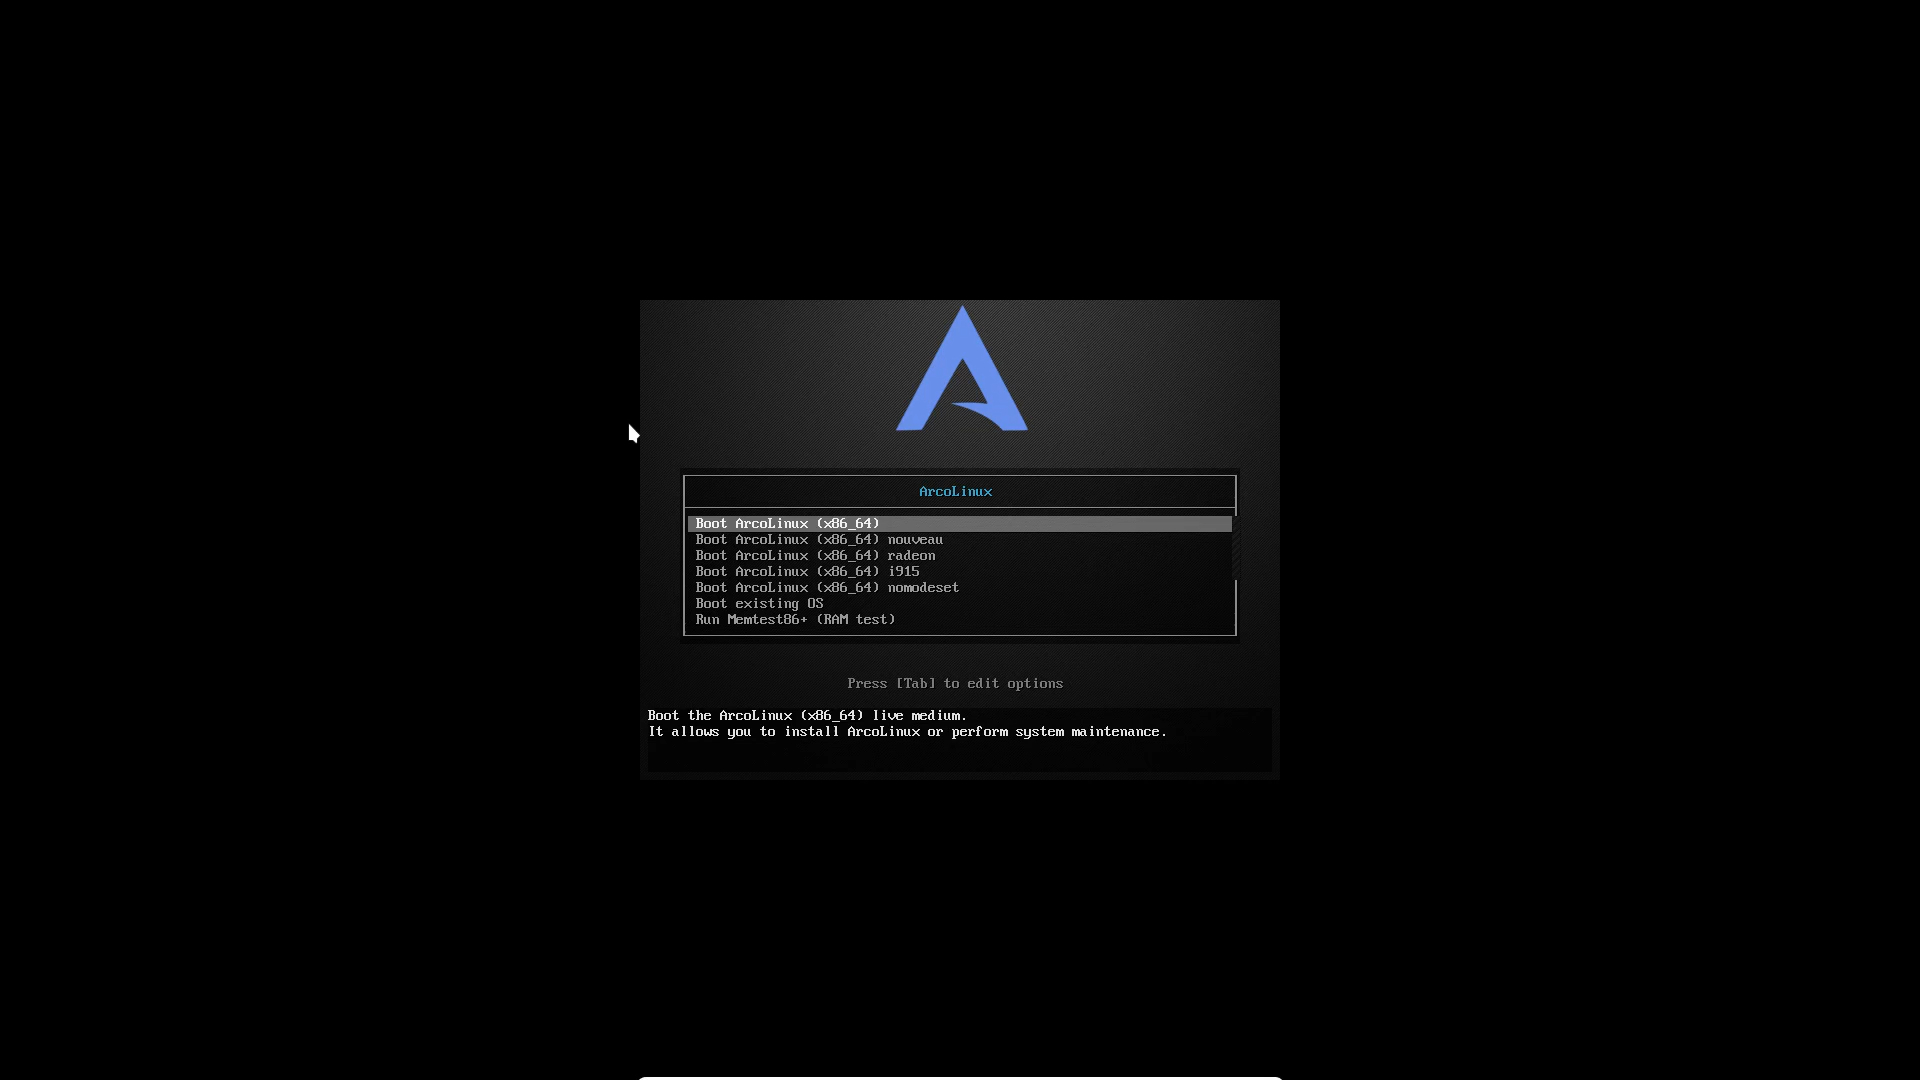 ArcoLinux
Boot ArcoLinux (x86_64)
Boot ArcoLinux (x86_64) nouveau
Boot ArcoLinux (x86_64) radeon
Boot ArcoLinux (x86_64) i915
Boot ArcoLinux (x86_64) nomodeset
Boot existing OS
Run Memtest86+ (RAM test)
Press [Tab] to edit options
Boot the ArcoLinux (x86_64) live medium.
It allows you to install ArcoLinux or perform system maintenance.